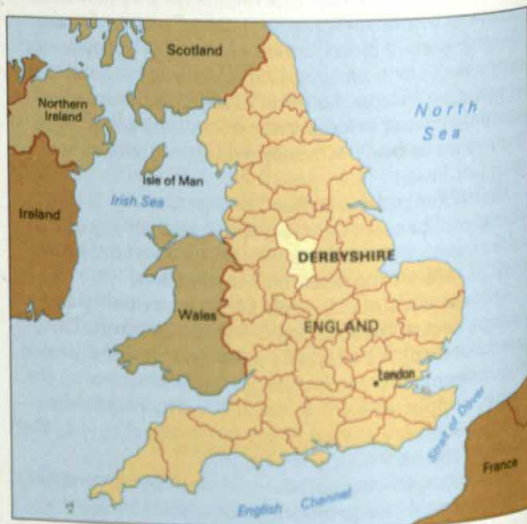 Scotland
Northern
Ireland
North
Sea
Isle of Man
Irish Sea
Ireland
DERBYSHIRE
Wales
ENGLAND
London
Strait of Dover
France
English Channel